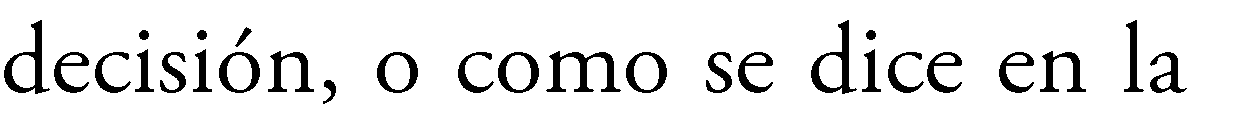 decisión, o como se dice en la